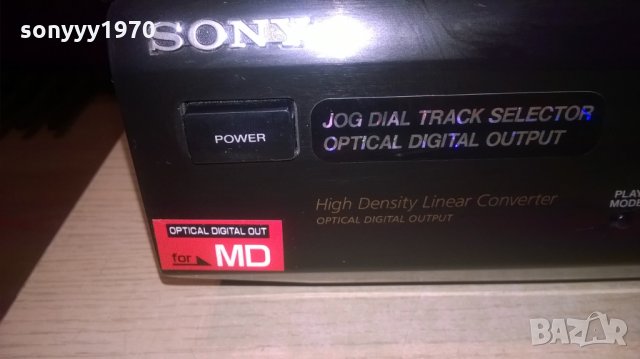 sonyyy1970
SONY
POWER
JOG DIAL TRACK SELECTOR
OPTICAL DIGITAL OUTPUT
High Density Linear Converter
OPTICAL DIGITAL OUTPUT
PLAY
MODE
OPTICAL DIGITAL OUT
for MD
BAZAR